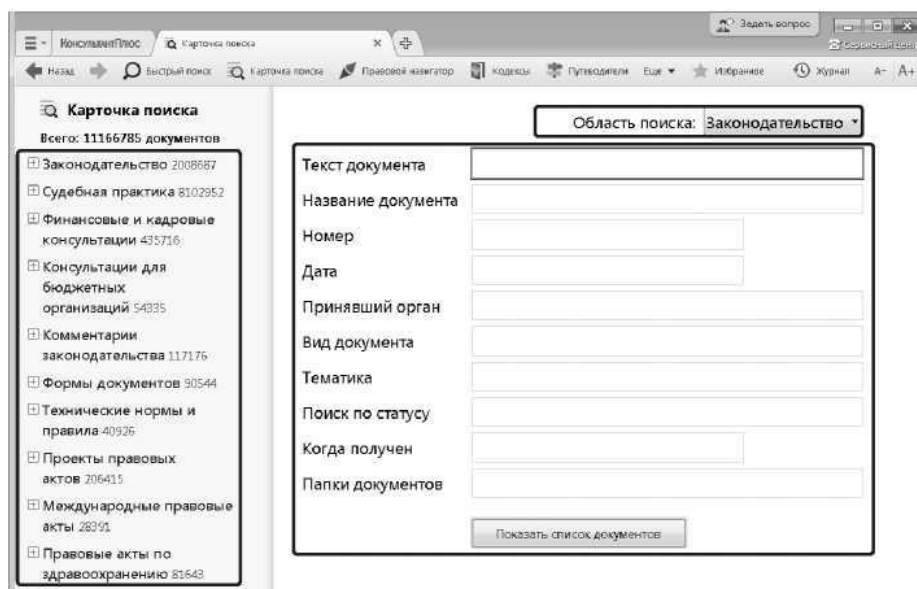 Задать вопрос
КонсультантПлюс
Карточка поиска
Сервисный центр
Назад
Быстрый поиск
Карточка поиска
Правовой навигатор
Кодексы
Путеводители
Еще
Избранное
Журнал
А-
А+
Карточка поиска
Всего: 11166785 документов
Законодательство 2008687
Судебная практика 8102952
Финансовые и кадровые
консультации 435716
Консультации для
бюджетных
организаций 54335
Комментарии
законодательства 117176
Формы документов 90544
Технические нормы и
правила 40926
Проекты правовых
актов 206415
Международные правовые
акты 28391
Правовые акты по
здравоохранению 81643
Область поиска: Законодательство
Текст документа
Название документа
Номер
Дата
Принявший орган
Вид документа
Тематика
Поиск по статусу
Когда получен
Папки документов
Показать список документов